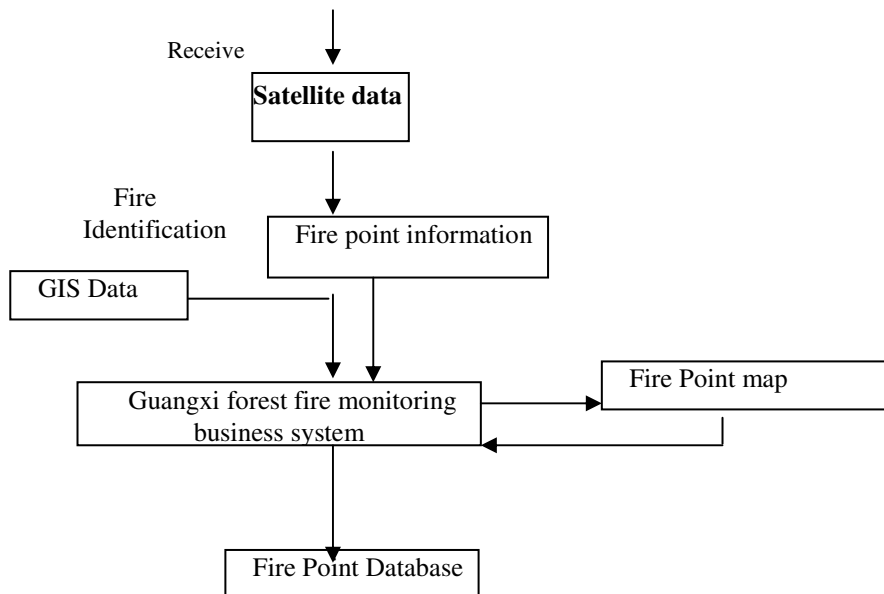 Receive
Satellite data
Fire
Identification
Fire point information
GIS Data
Fire Point map
Guangxi forest fire monitoring
business system
Fire Point Database